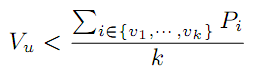 V_u < \frac{\sum_{i \in \{v_1, \cdots, v_k\}} P_i}{k}